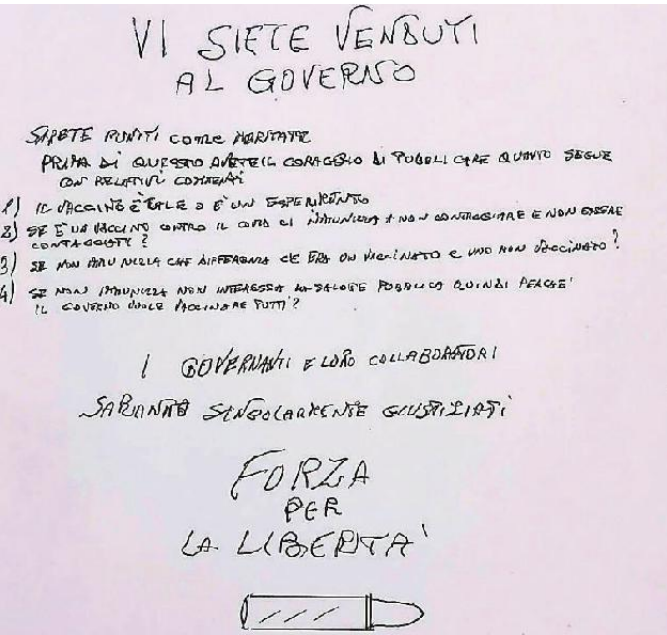 VI SIETE VENDUTI
AL GOVERNO
SARETE PUNITI COME MERITATE
PRIMA DI QUESTO AVETE IL CORAGGIO DI PUBBLICARE QUANTO SEGUE
CON RELATIVI COMMENTI
1) IL VACCINO È TALE O È UN ESPERIMENTO
2) SE È UN VACCINO CONTRO IL COVID CI IMMUNIZZA A NON CONTAGGIARE E NON ESSERE
CONTAGGIATI?
3) SE NON IMMUNIZZA CHE DIFFERENZA CE FRA UN VACCINATO E UNO NON VACCINATO?
4) SE NON IMMUNIZZA NON INTERESSA LA SALUTE PUBBLICA QUINDI PERCHE'
IL GOVERNO VUOLE VACCINARE TUTTI?
I GOVERNANTI E LORO COLLABORATORI
SARANNO SINGOLARMENTE GIUSTIZIATI
FORZA
PER
LA LIBERTA'